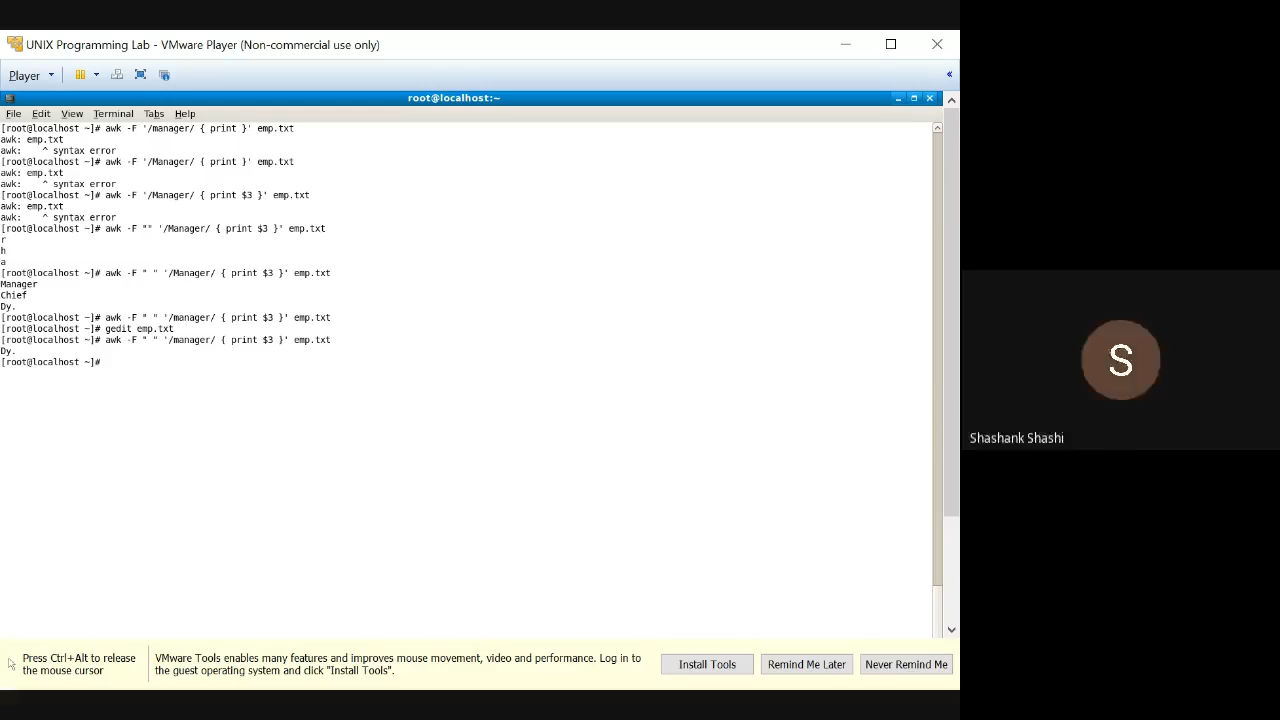 UNIX Programming Lab - VMware Player (Non-commercial use only)
Player
«
root@localhost:~
File Edit View Terminal Tabs Help
[root@localhost ~]# awk -F '/manager/ { print }' emp.txt
awk: emp.txt
awk:    ^ syntax error
[root@localhost ~]# awk -F '/Manager/ { print }' emp.txt
awk: emp.txt
awk:    ^ syntax error
[root@localhost ~]# awk -F '/Manager/ { print $3 }' emp.txt
awk: emp.txt
awk:    ^ syntax error
[root@localhost ~]# awk -F "" '/Manager/ { print $3 }' emp.txt
r
h
a
[root@localhost ~]# awk -F " " '/Manager/ { print $3 }' emp.txt
Manager
Chief
Dy.
[root@localhost ~]# awk -F " " '/manager/ { print $3 }' emp.txt
[root@localhost ~]# gedit emp.txt
[root@localhost ~]# awk -F " " '/manager/ { print $3 }' emp.txt
Dy.
[root@localhost ~]#
S
Shashank Shashi
Press Ctrl+Alt to release
the mouse cursor
VMware Tools enables many features and improves mouse movement, video and performance. Log in to
the guest operating system and click "Install Tools".
Install Tools
Remind Me Later
Never Remind Me